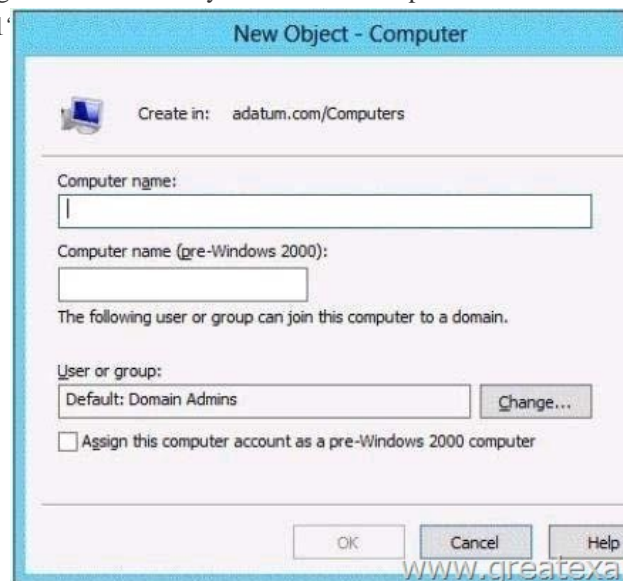 New Object - Computer
Create in: adatum.com/Computers
Computer name:
Computer name (pre-Windows 2000):
The following user or group can join this computer to a domain.
User or group:
Default: Domain Admins
Change...
Assign this computer account as a pre-Windows 2000 computer
OK Cancel Help
www.greatexa